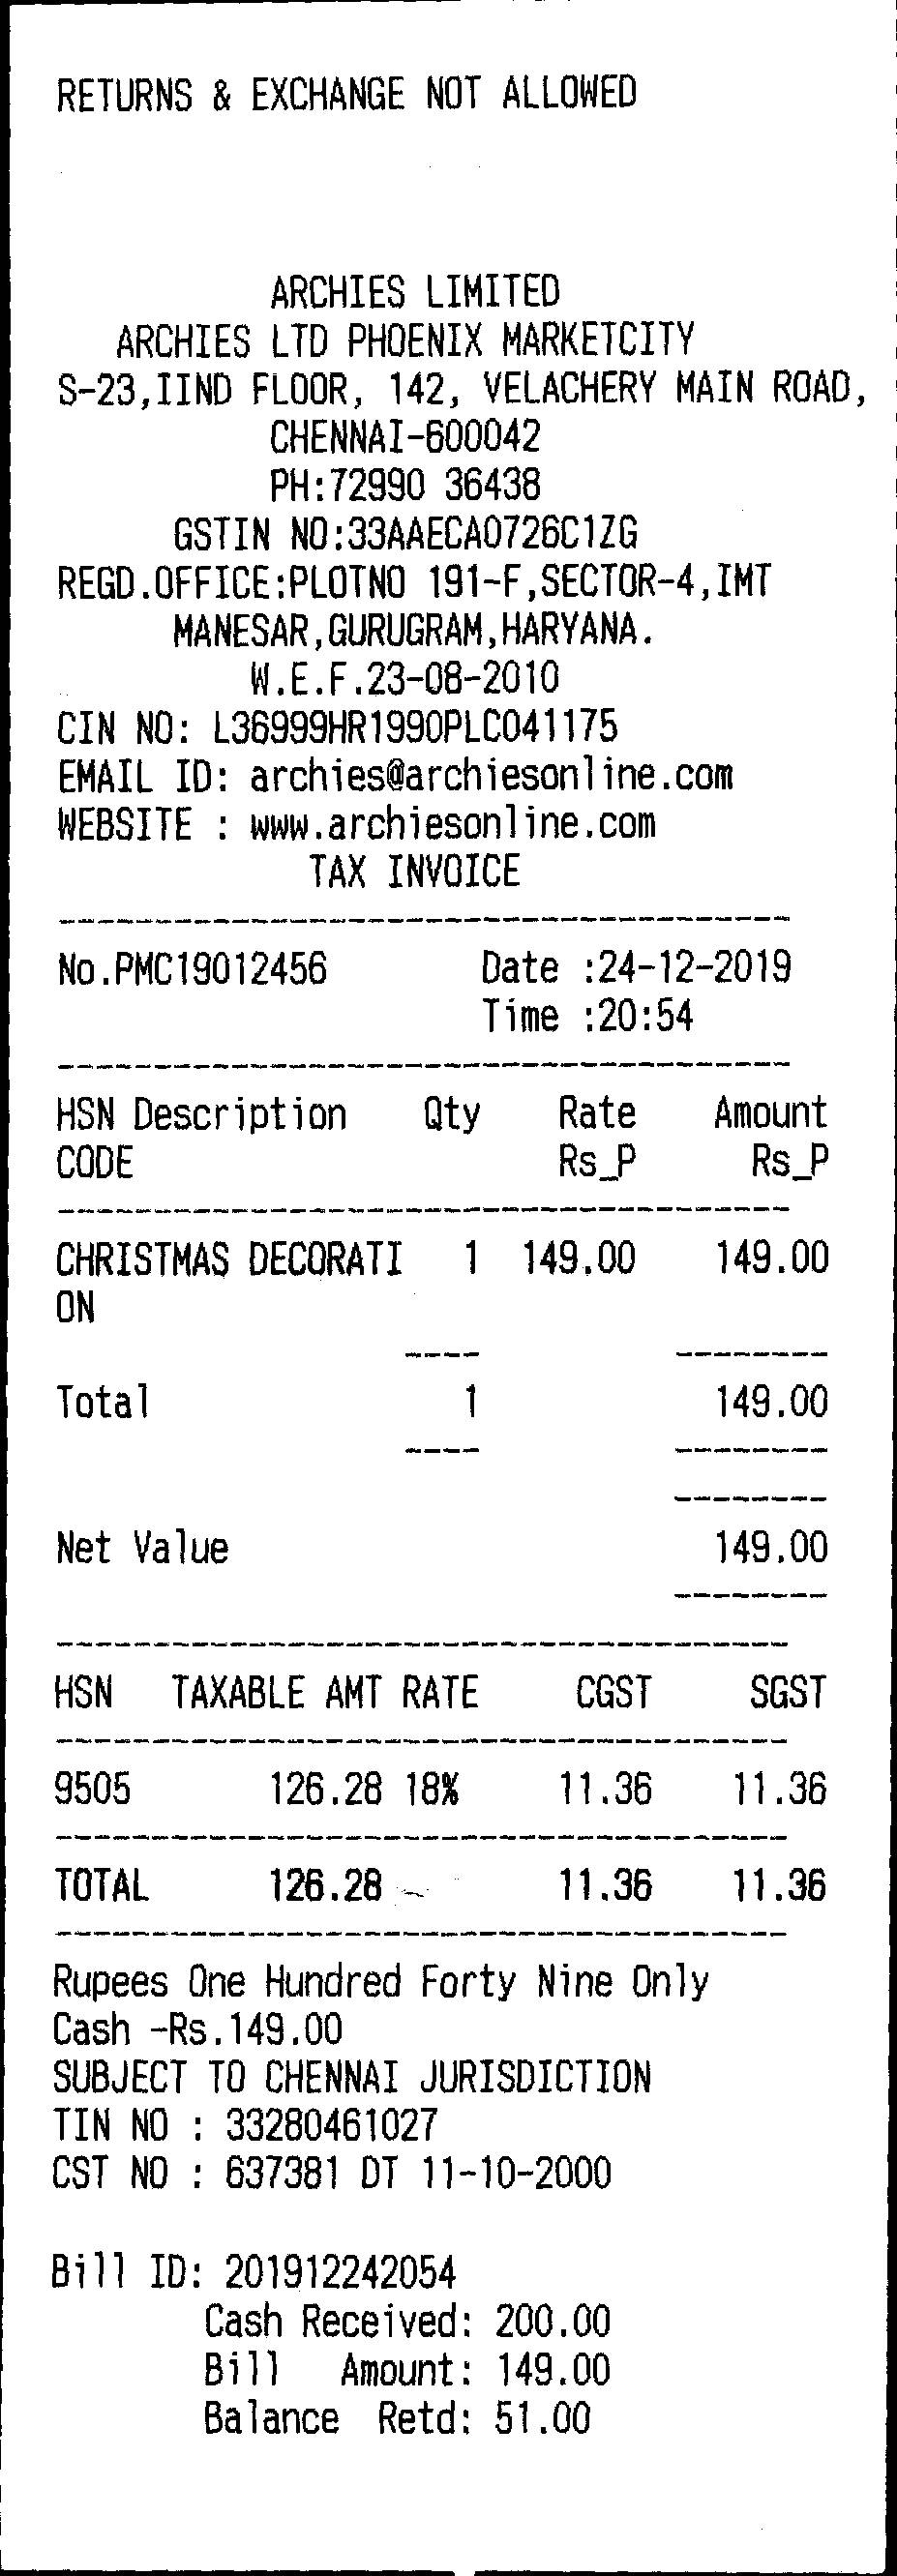 RETURNS & EXCHANGE NOT ALLOWED
ARCHIES LIMITED
ARCHIES LTD PHOENIX MARKETCITY
S-23,IIND FLOOR, 142, VELACHERY MAIN ROAD,
CHENNAI-600042
PH:72990 36438
GSTIN NO:33AAECA0726C1ZG
REGD.OFFICE:PLOTNO 191-F,SECTOR-4,IMT
MANESAR,GURUGRAM,HARYANA.
W.E.F.23-08-2010
CIN NO: L36999HR1990PLC041175
EMAIL ID: archies@archiesonline.com
WEBSITE : www.archiesonline.com
TAX INVOICE
No.PMC19012456 Date :24-12-2019
Time :20:54
HSN Description Qty Rate Amount
CODE Rs_P Rs_P
CHRISTMAS DECORATI 1 149.00 149.00
ON
Total 1 149.00
Net Value 149.00
HSN TAXABLE AMT RATE CGST SGST
9505 126.28 18% 11.36 11.36
TOTAL 126.28 11.36 11.36
Rupees One Hundred Forty Nine Only
Cash -Rs.149.00
SUBJECT TO CHENNAI JURISDICTION
TIN NO : 33280461027
CST NO : 637381 DT 11-10-2000
Bill ID: 201912242054
Cash Received: 200.00
Bill Amount: 149.00
Balance Retd: 51.00